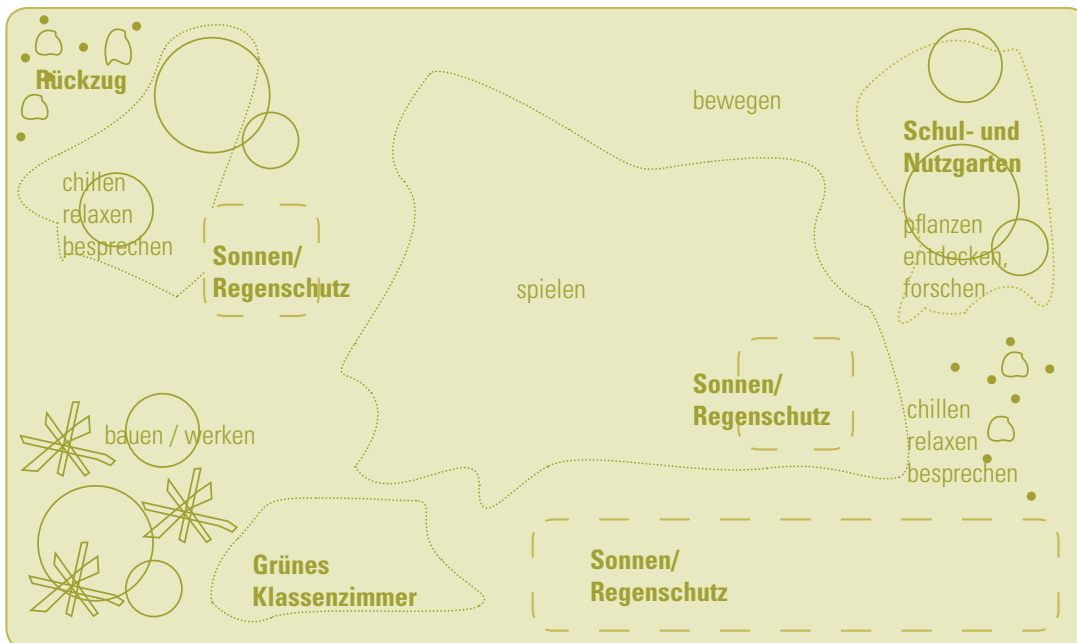 Rückzug
chillen
relaxen
besprechen
Sonnen/
Regenschutz
bewegen
spielen
Schul- und
Nutzgarten
pflanzen
entdecken,
forschen
Sonnen/
Regenschutz
chillen
relaxen
besprechen
bauen / werken
Grünes
Klassenzimmer
Sonnen/
Regenschutz